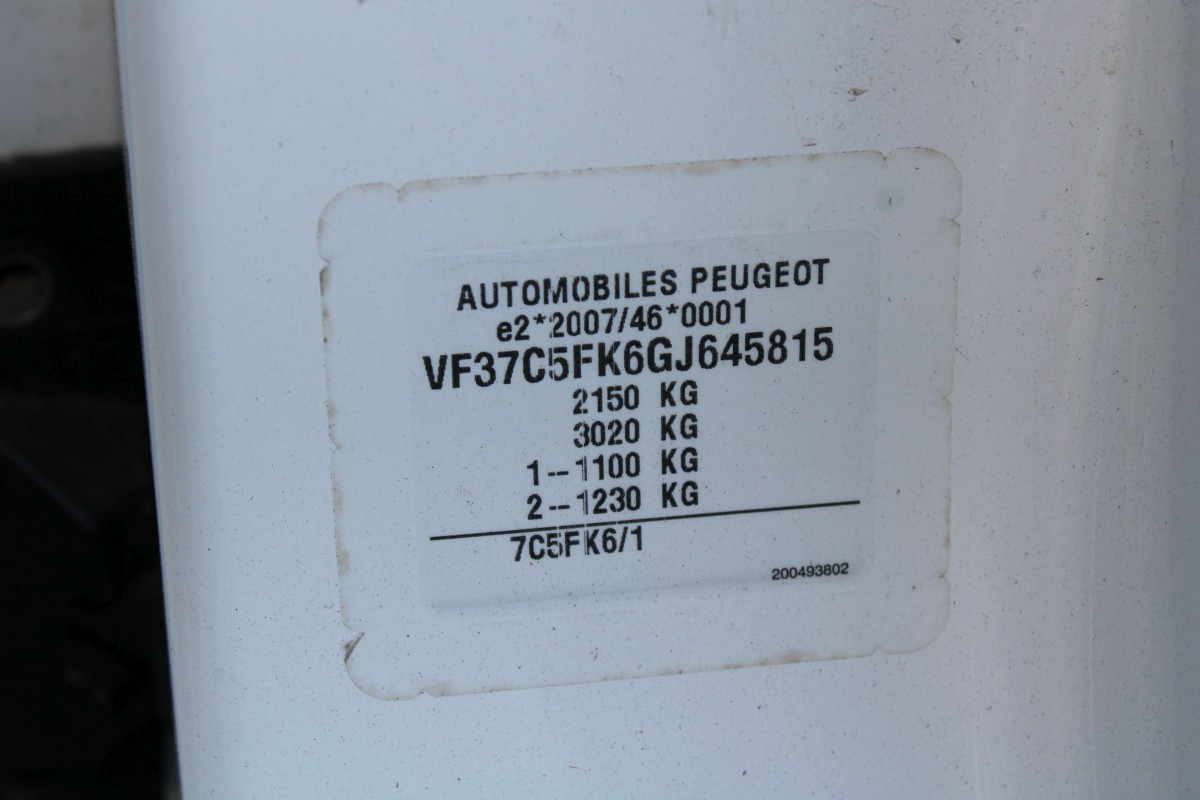 AUTOMOBILES PEUGEOT
e2*2007/46*0001
VF37C5FK6GJ645815
2150 KG
3020 KG
1--1100 KG
2--1230 KG
7C5FK6/1
200493802